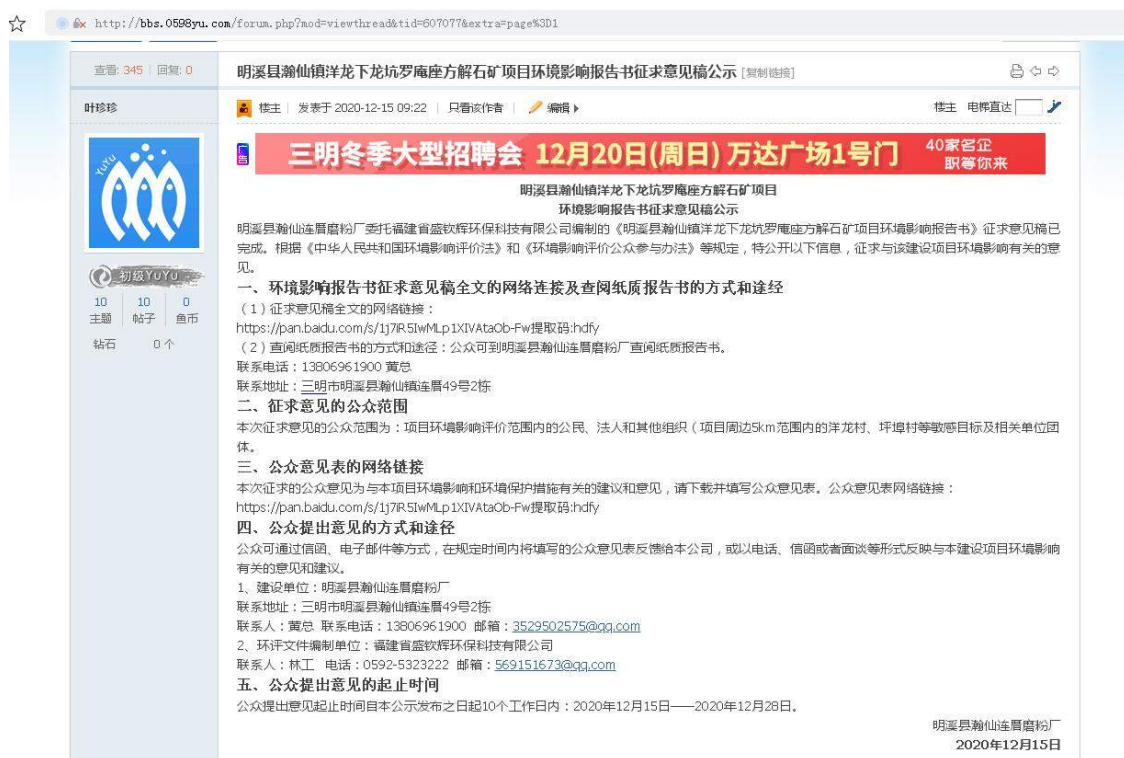 http://bbs.0598yu.com/forum.php?mod=viewthread&tid=607077&extra=page%3D1
查看: 345 | 回复: 0
明溪县瀚仙镇洋龙下龙坑罗庵座方解石矿项目环境影响报告书征求意见稿公示 [复制链接]
叶珍珍
楼主 | 发表于 2020-12-15 09:22 | 只看该作者 | 编辑
楼主 电梯直达
YuYu
初级YuYu
10 10 0
主题 帖子 鱼币
钻石 0 个
三明冬季大型招聘会 12月20日(周日) 万达广场1号门 40家名企
职等你来
明溪县瀚仙镇洋龙下龙坑罗庵座方解石矿项目
环境影响报告书征求意见稿公示
明溪县瀚仙连厝磨粉厂委托福建省盛钦辉环保科技有限公司编制的《明溪县瀚仙镇洋龙下龙坑罗庵座方解石矿项目环境影响报告书》征求意见稿已
完成。根据《中华人民共和国环境影响评价法》和《环境影响评价公众参与办法》等规定，特公开以下信息，征求与该建设项目环境影响有关的意
见。
一、环境影响报告书征求意见稿全文的网络连接及查阅纸质报告书的方式和途经
（1）征求意见稿全文的网络链接：
https://pan.baidu.com/s/1j7iR5IwMLp1XIVAtaOb-Fw提取码:hdfy
（2）查阅纸质报告书的方式和途径：公众可到明溪县瀚仙连厝磨粉厂查阅纸质报告书。
联系电话：13806961900 黄总
联系地址：三明市明溪县瀚仙镇连厝49号2栋
二、征求意见的公众范围
本次征求意见的公众范围为：项目环境影响评价范围内的公民、法人和其他组织（项目周边5km范围内的洋龙村、坪埠村等敏感目标及相关单位团
体。
三、公众意见表的网络链接
本次征求的公众意见为与本项目环境影响和环境保护措施有关的建议和意见，请下载并填写公众意见表。公众意见表网络链接：
https://pan.baidu.com/s/1j7iR5IwMLp1XIVAtaOb-Fw提取码:hdfy
四、公众提出意见的方式和途径
公众可通过信函、电子邮件等方式，在规定时间内将填写的公众意见表反馈给本公司，或以电话、信函或者面谈等形式反映与本建设项目环境影响
有关的意见和建议。
1、建设单位：明溪县瀚仙连厝磨粉厂
联系地址：三明市明溪县瀚仙镇连厝49号2栋
联系人：黄总 联系电话：13806961900 邮箱：3529502575@qq.com
2、环评文件编制单位：福建省盛钦辉环保科技有限公司
联系人：林工 电话：0592-5323222 邮箱：569151673@qq.com
五、公众提出意见的起止时间
公众提出意见起止时间自本公示发布之日起10个工作日内：2020年12月15日——2020年12月28日。
明溪县瀚仙连厝磨粉厂
2020年12月15日